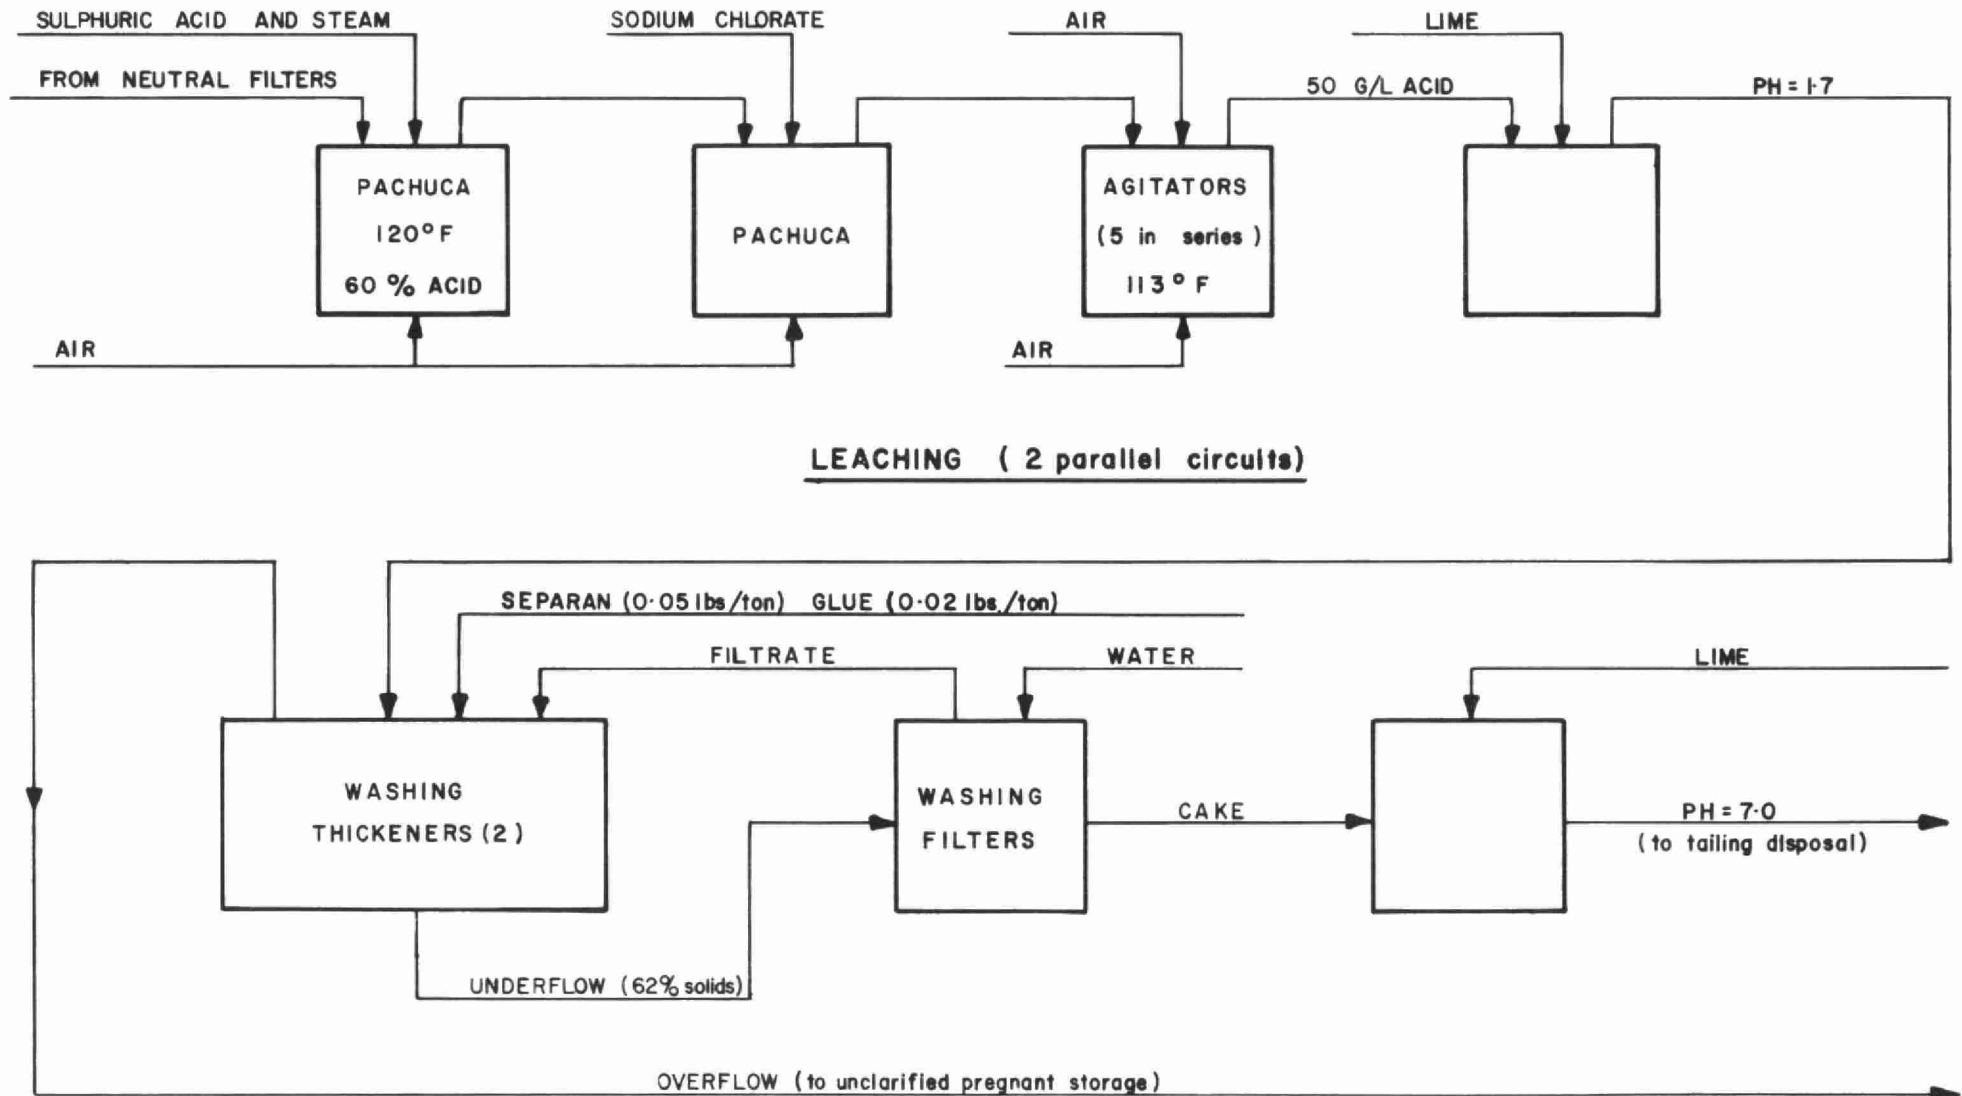 SULPHURIC ACID AND STEAM
SODIUM CHLORATE
AIR
LIME
FROM NEUTRAL FILTERS
50 G/L ACID
PH = 1·7
PACHUCA
120°F
60 % ACID
PACHUCA
AGITATORS
(5 in series)
113° F
AIR
AIR
LEACHING ( 2 parallel circuits)
SEPARAN (0·05 lbs/ton) GLUE (0·02 lbs./ton)
FILTRATE
WATER
LIME
WASHING
THICKENERS (2)
WASHING
FILTERS
CAKE
PH = 7·0
(to tailing disposal)
UNDERFLOW (62% solids)
OVERFLOW (to unclarified pregnant storage)